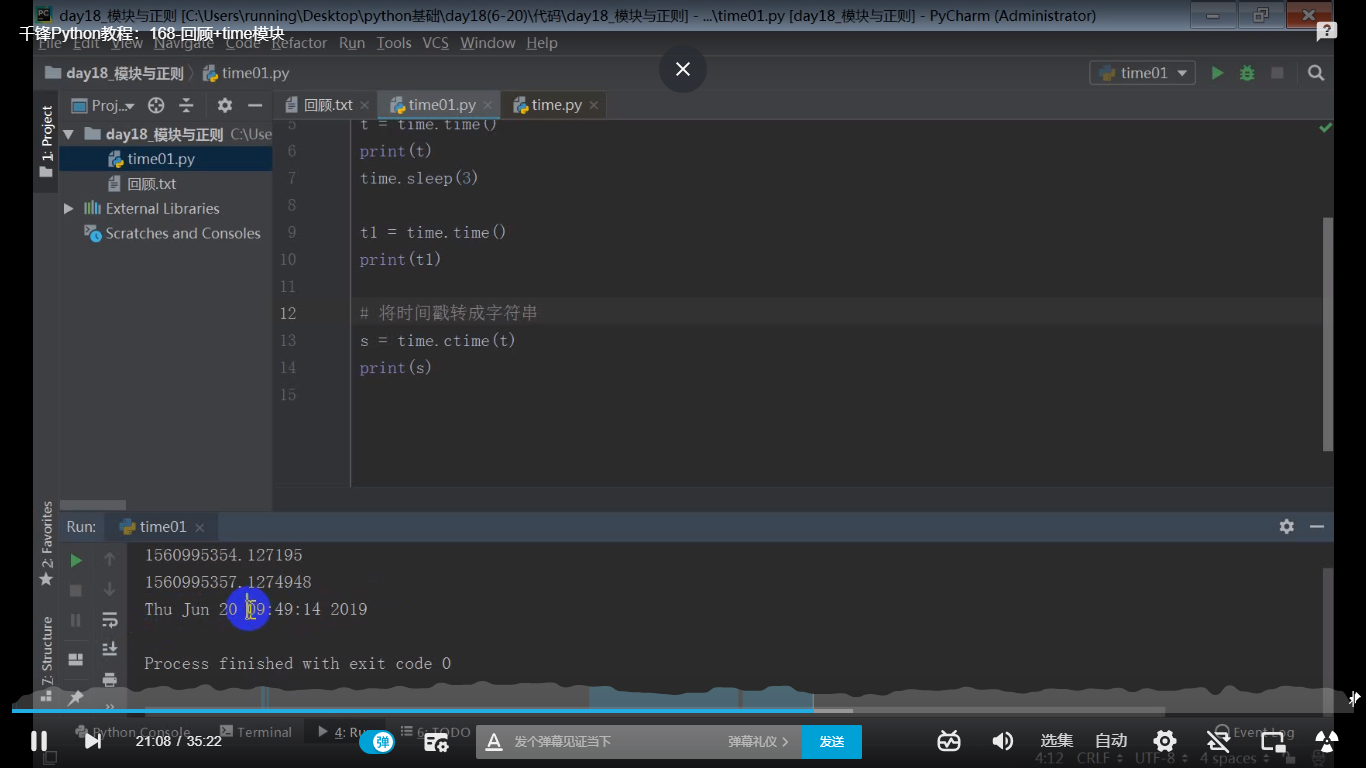 day18_模块与正则 [C:\Users\running\Desktop\python基础\day18(6-20)\代码\day18_模块与正则] - ...\time01.py [day18_模块与正则] - PyCharm (Administrator)
千锋Python教程：168-回顾+time模块
File Edit View Navigate Code Refactor Run Tools VCS Window Help
day18_模块与正则 time01.py
time01
Proj...
回顾.txt
time01.py
time.py
1: Project
day18_模块与正则 C:\Use
time01.py
回顾.txt
External Libraries
Scratches and Consoles
5 t = time.time()
6 print(t)
7 time.sleep(3)
8
9 t1 = time.time()
10 print(t1)
11
12 # 将时间戳转成字符串
13 s = time.ctime(t)
14 print(s)
15
2: Favorites
7: Structure
Run: time01
1560995354.127195
1560995357.1274948
Thu Jun 20 09:49:14 2019
Process finished with exit code 0
Python Console
Terminal
4: Ru
6: TODO
Event Log
21:08 / 35:22
弹
发个弹幕见证当下
弹幕礼仪
发送
选集
自动
4:12 CRLF UTF-8 4 spaces